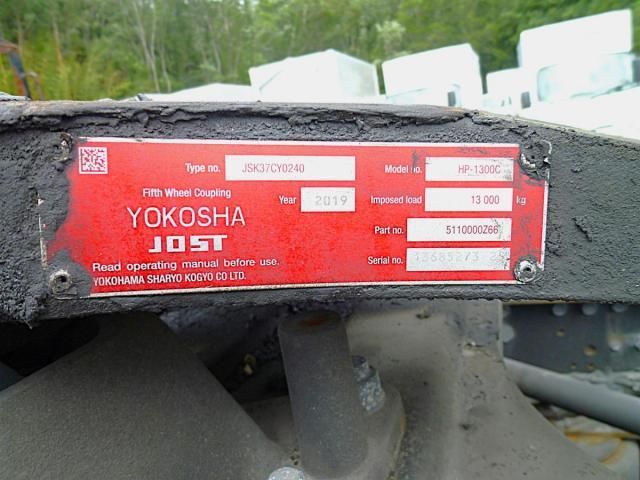 Type no. JSK37CY0240 Model no. HP-1300C
Fifth Wheel Coupling Year 2019 Imposed load 13 000 kg
YOKOSHA
JOST
Part no. 5110000Z66
Serial no.
Read operating manual before use.
YOKOHAMA SHARYO KOGYO CO LTD.